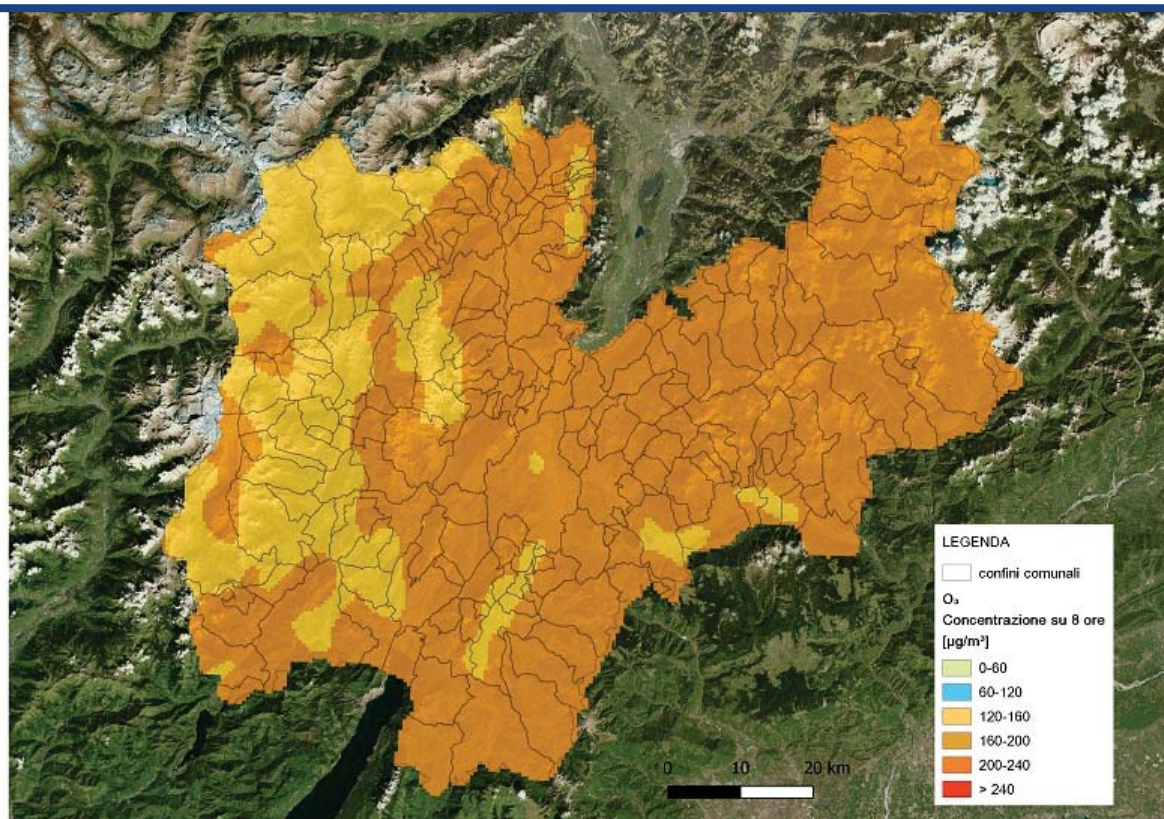 LEGENDA
confini comunali
O₃
Concentrazione su 8 ore
[µg/m³]
0-60
60-120
120-160
160-200
200-240
> 240
0 10 20 km